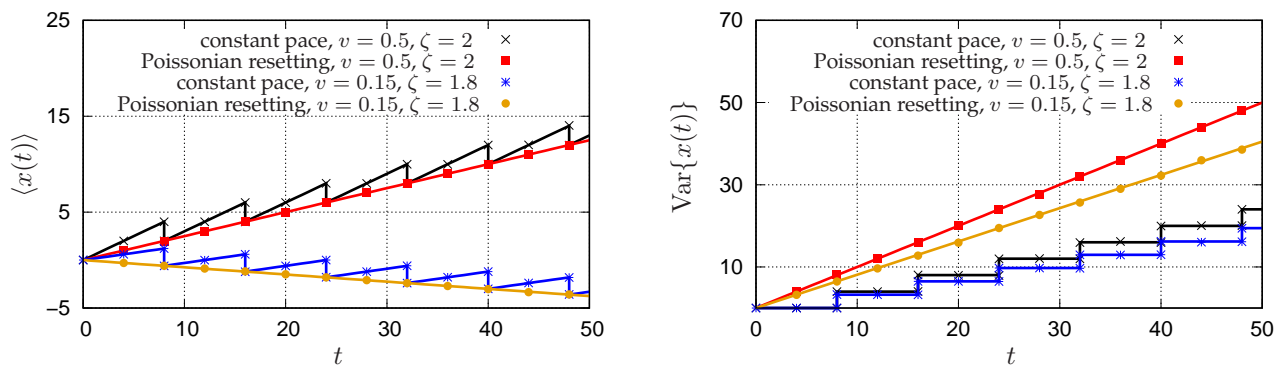 25
15
5
–5
0
10
20
30
40
50
⟨x(t)⟩
t
constant pace, v = 0.5, ζ = 2
Poissonian resetting, v = 0.5, ζ = 2
constant pace, v = 0.15, ζ = 1.8
Poissonian resetting, v = 0.15, ζ = 1.8
70
50
30
10
0
10
20
30
40
50
Var{x(t)}
t
constant pace, v = 0.5, ζ = 2
Poissonian resetting, v = 0.5, ζ = 2
constant pace, v = 0.15, ζ = 1.8
Poissonian resetting, v = 0.15, ζ = 1.8